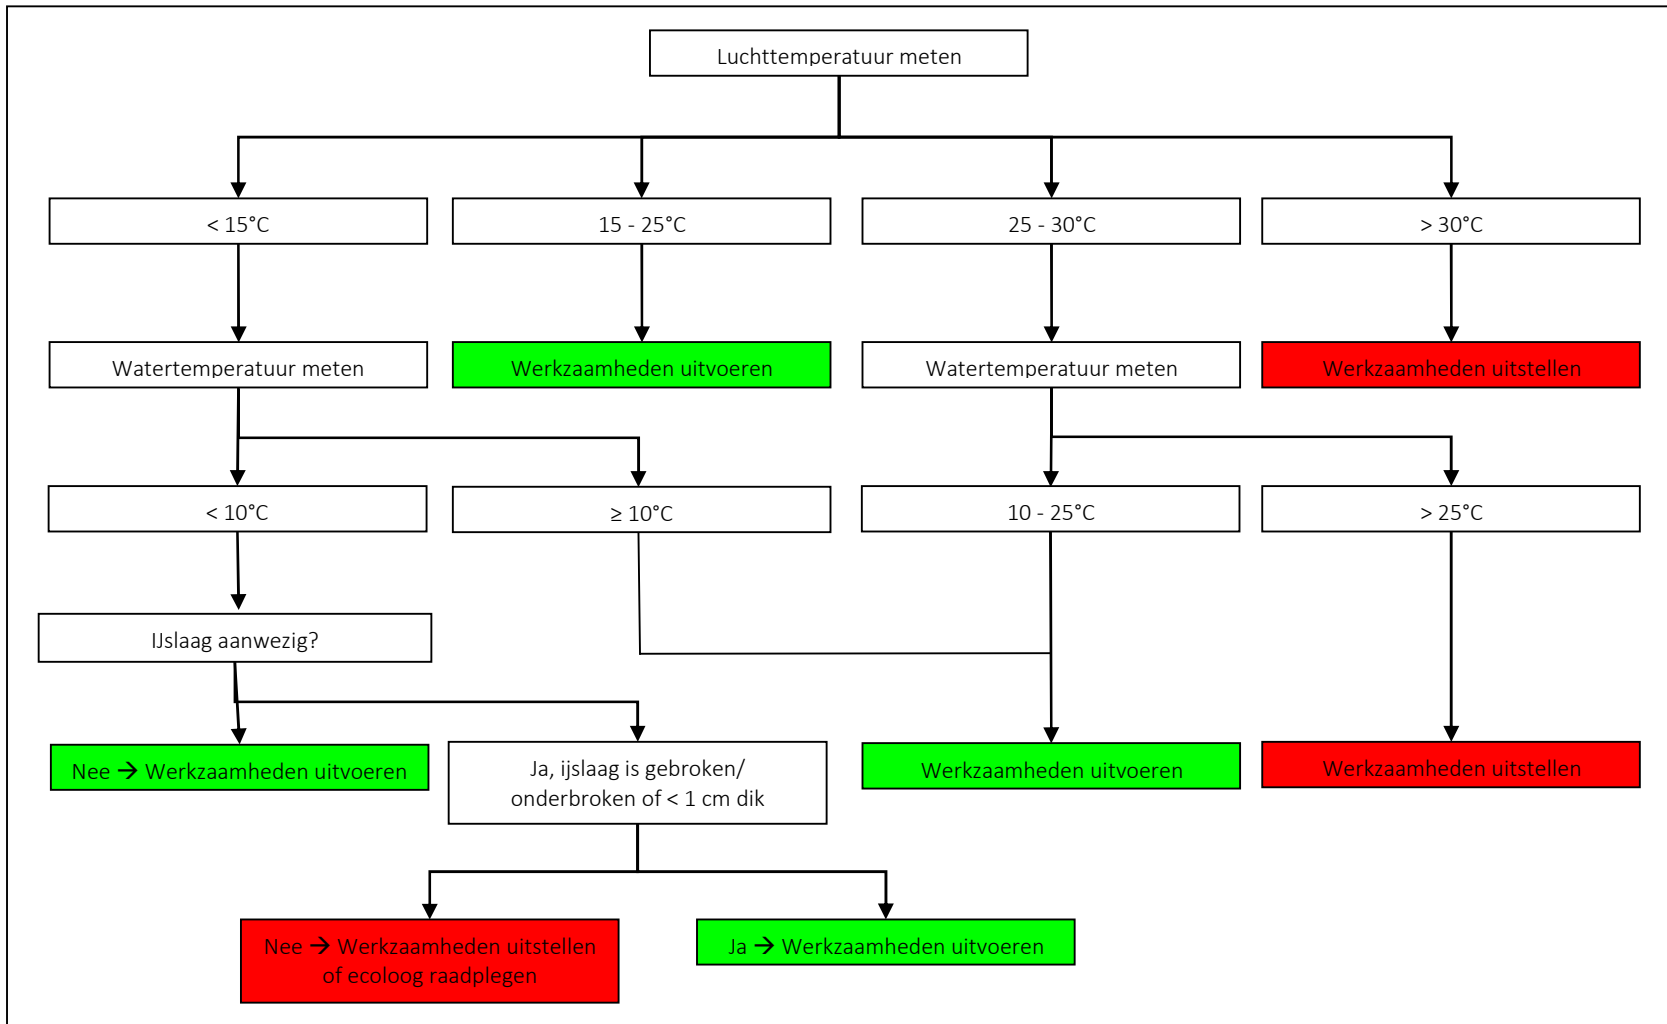 Luchttemperatuur meten
< 15°C
15 - 25°C
25 - 30°C
> 30°C
Watertemperatuur meten
Werkzaamheden uitvoeren
Watertemperatuur meten
Werkzaamheden uitstellen
< 10°C
≥ 10°C
10 - 25°C
> 25°C
IJslaag aanwezig?
Nee → Werkzaamheden uitvoeren
Ja, ijslaag is gebroken/
onderbroken of < 1 cm dik
Werkzaamheden uitvoeren
Werkzaamheden uitstellen
Nee → Werkzaamheden uitstellen
of ecoloog raadplegen
Ja → Werkzaamheden uitvoeren